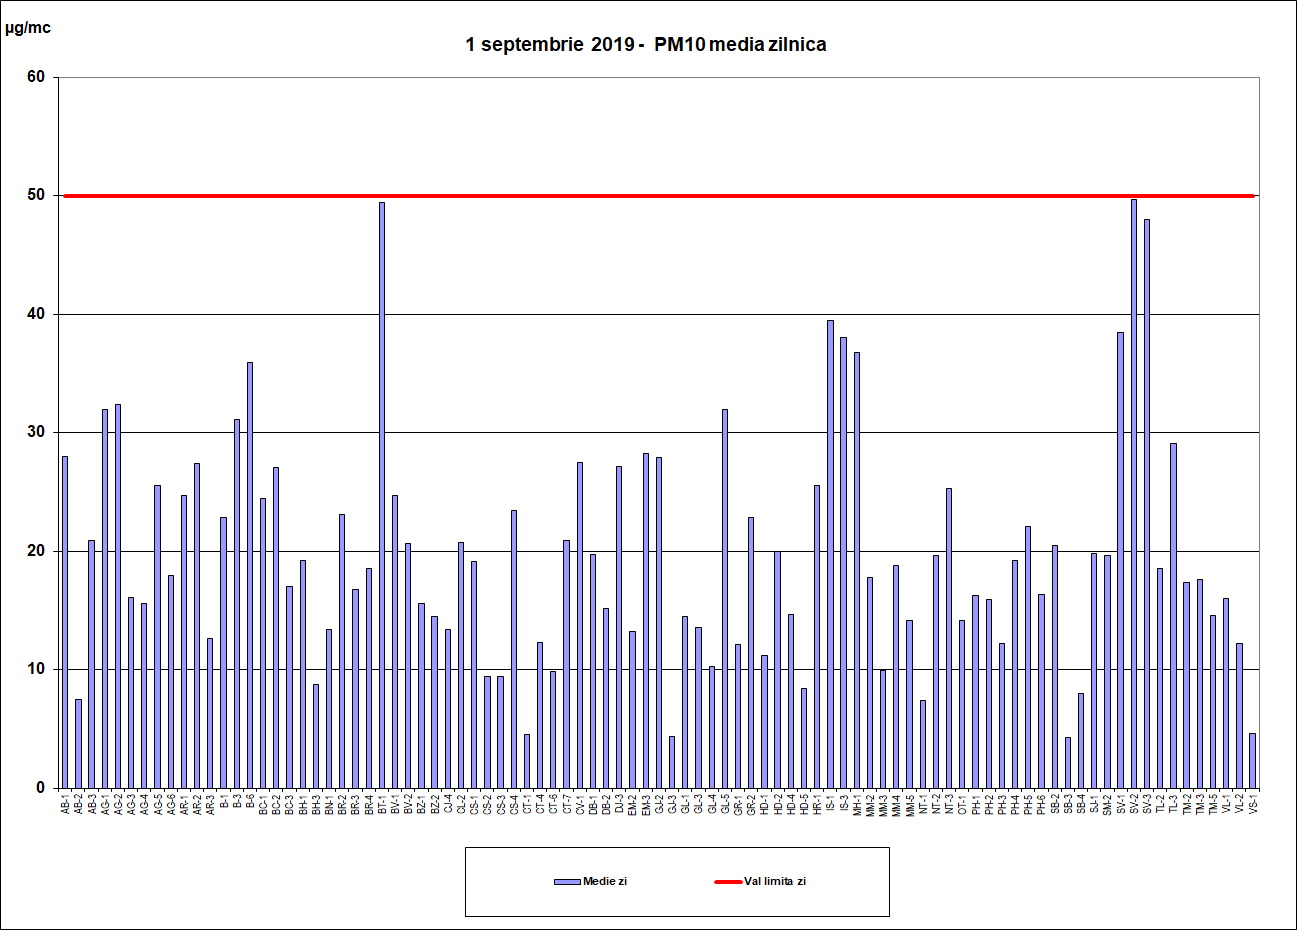 µg/mc
1 septembrie 2019 - PM10 media zilnica
60
50
40
30
20
10
0
AB-1 AB-2 AB-3 AG-1 AG-2 AG-3 AG-4 AG-5 AG-6 AR-1 AR-2 AR-3 B-1 B-3 B-6 BC-1 BC-2 BC-3 BH-1 BH-3 BN-1 BR-2 BR-3 BR-4 BT-1 BV-1 BV-2 BZ-1 BZ-2 CJ-4 CL-2 CS-1 CS-2 CS-3 CS-4 CT-1 CT-4 CT-6 CT-7 CV-1 DB-1 DB-2 DJ-3 EM-2 EM-3 GJ-2 GJ-3 GL-1 GL-3 GL-4 GL-5 GR-1 GR-2 HD-1 HD-2 HD-4 HD-5 HR-1 IS-1 IS-3 MH-1 MM-2 MM-3 MM-4 MM-5 NT-1 NT-2 NT-3 OT-1 PH-1 PH-2 PH-3 PH-4 PH-5 PH-6 SB-2 SB-3 SB-4 SJ-1 SM-2 SV-1 SV-2 SV-3 TL-2 TL-3 TM-2 TM-3 TM-5 VL-1 VL-2 VS-1
Medie zi Val limita zi